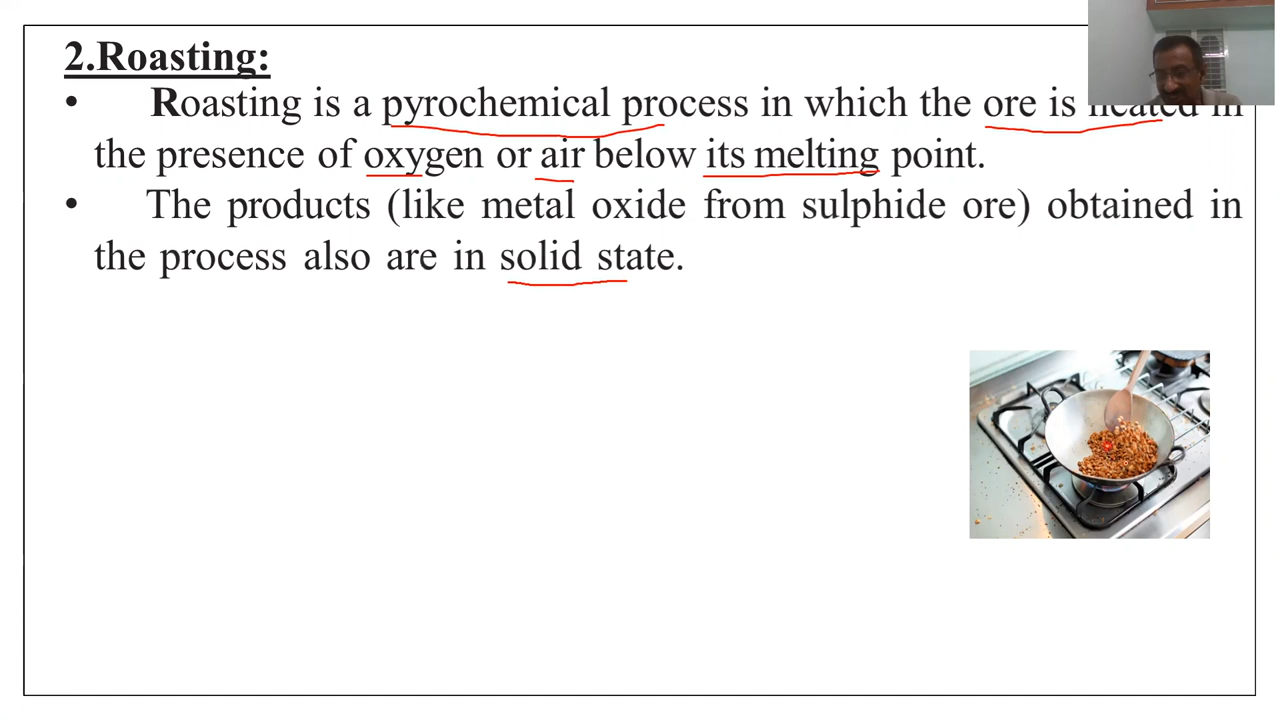 2.Roasting:
• Roasting is a pyrochemical process in which the ore is heated in
the presence of oxygen or air below its melting point.
• The products (like metal oxide from sulphide ore) obtained in
the process also are in solid state.